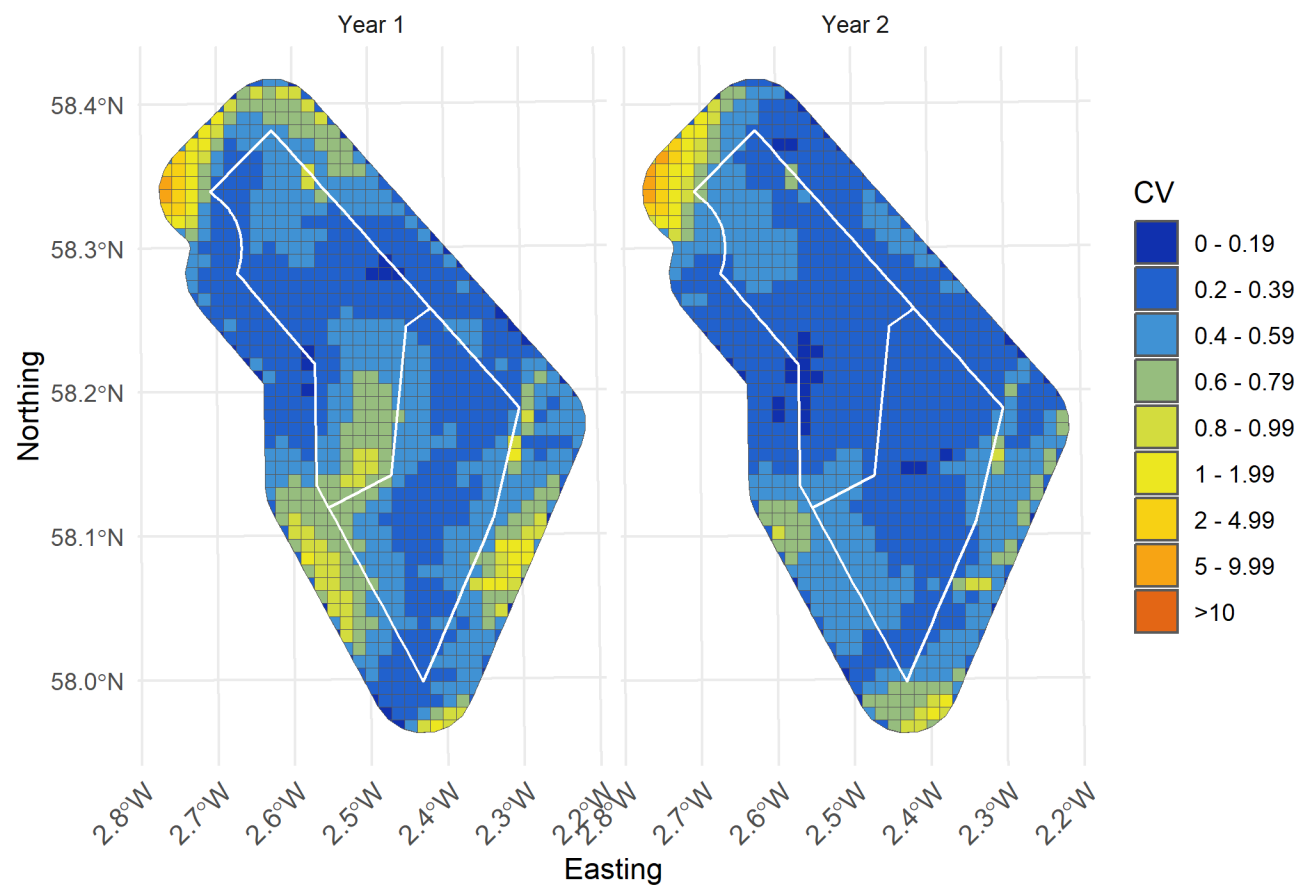 Year 1
Year 2
58.4°N
58.3°N
58.2°N
58.1°N
58.0°N
Northing
2.8°W
2.7°W
2.6°W
2.5°W
2.4°W
2.3°W
2.2°W
2.8°W
2.7°W
2.6°W
2.5°W
2.4°W
2.3°W
2.2°W
Easting
CV
0 - 0.19
0.2 - 0.39
0.4 - 0.59
0.6 - 0.79
0.8 - 0.99
1 - 1.99
2 - 4.99
5 - 9.99
>10